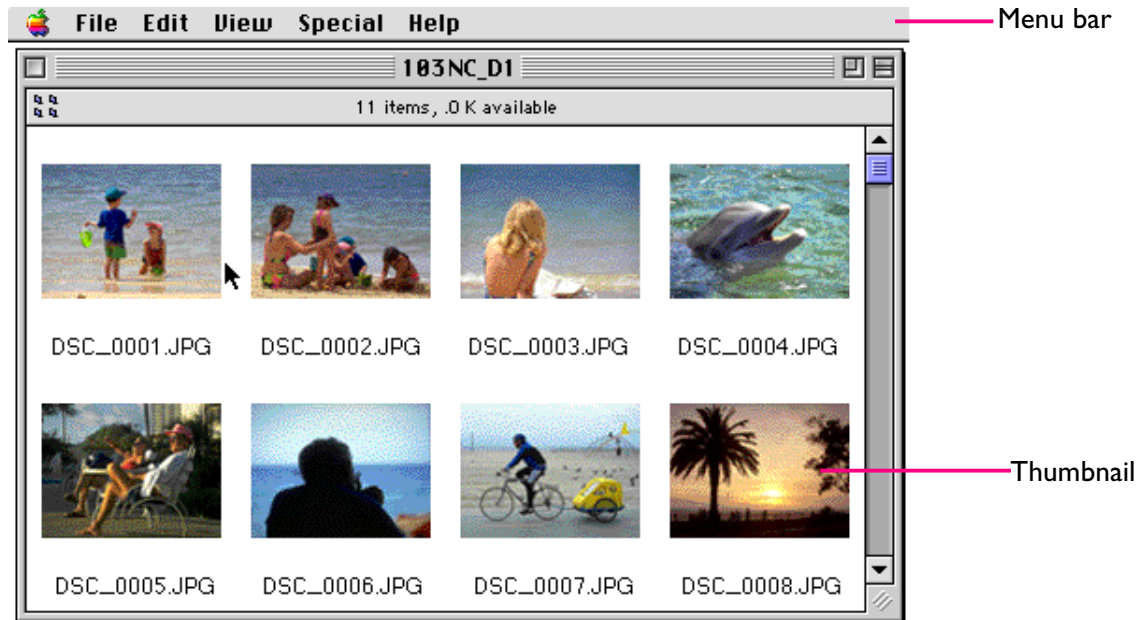 File Edit View Special Help
Menu bar
103NC_D1
11 items, .0 K available
DSC_0001.JPG DSC_0002.JPG DSC_0003.JPG DSC_0004.JPG
Thumbnail
DSC_0005.JPG DSC_0006.JPG DSC_0007.JPG DSC_0008.JPG